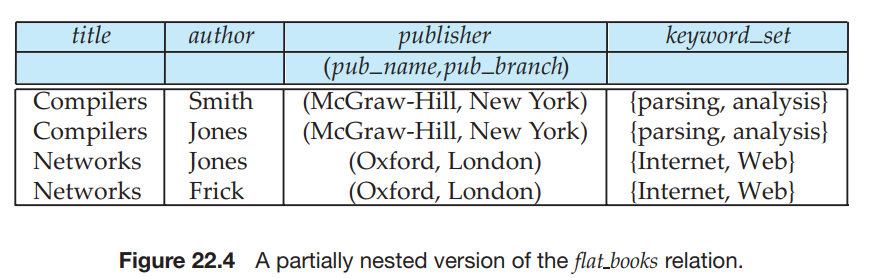 title author publisher keyword_set
(pub_name,pub_branch)
Compilers Smith (McGraw-Hill, New York) {parsing, analysis}
Compilers Jones (McGraw-Hill, New York) {parsing, analysis}
Networks Jones (Oxford, London) {Internet, Web}
Networks Frick (Oxford, London) {Internet, Web}
Figure 22.4 A partially nested version of the flat_books relation.